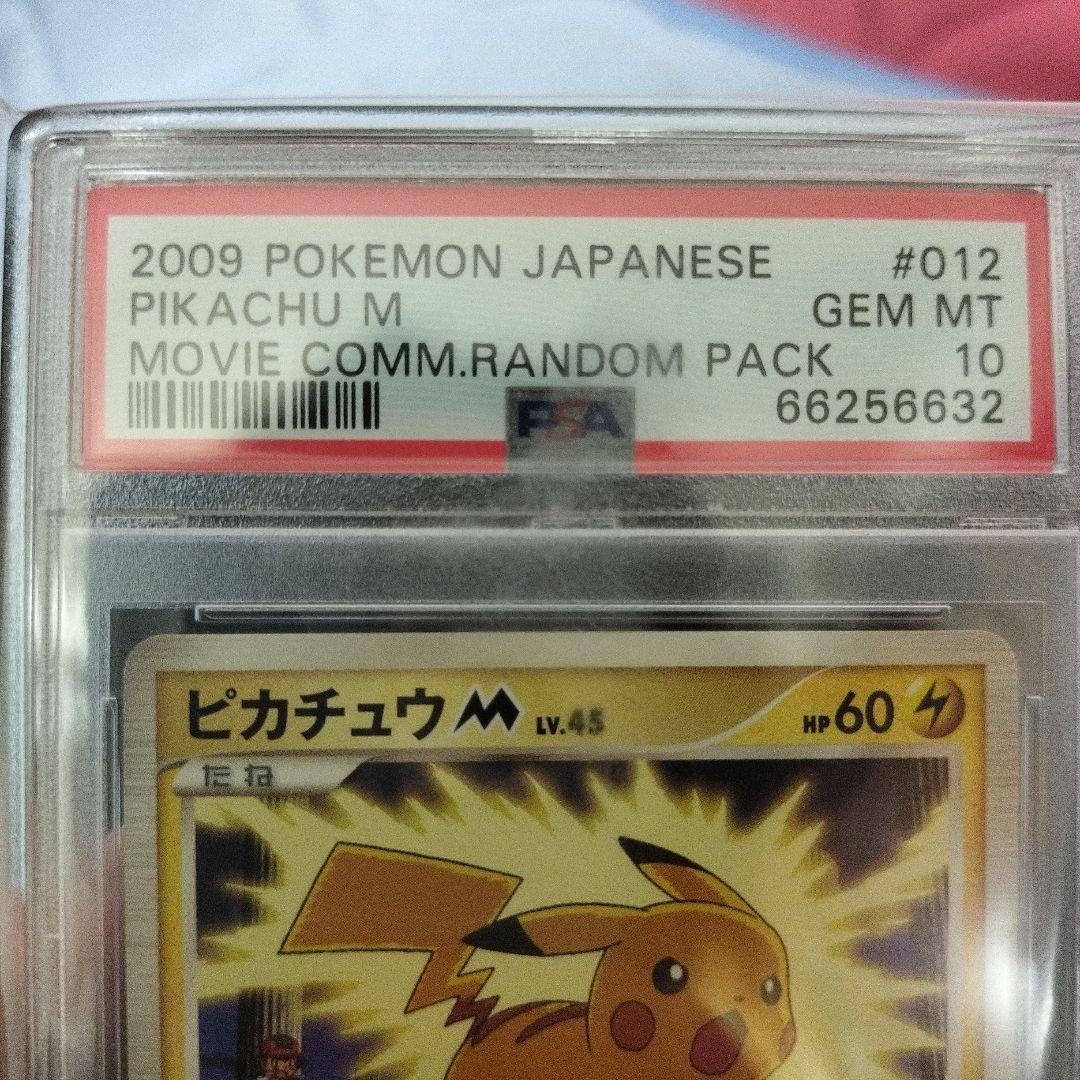 2009 POKEMON JAPANESE #012
PIKACHU M GEM MT
MOVIE COMM.RANDOM PACK 10
66256632
PSA
ピカチュウM LV.45 HP60
たね